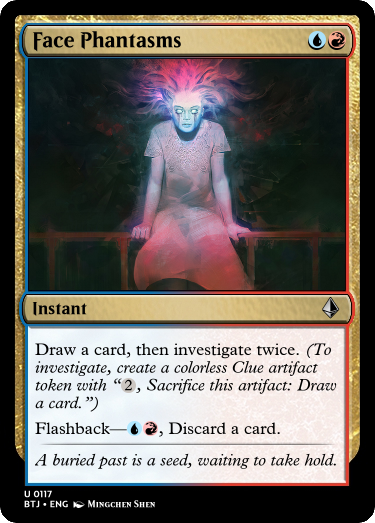 Face Phantasms
Instant
Draw a card, then investigate twice. (To
investigate, create a colorless Clue artifact
token with “2, Sacrifice this artifact: Draw
a card.”)
Flashback—, Discard a card.
A buried past is a seed, waiting to take hold.
U 0117
BTJ • ENG Mingchen Shen